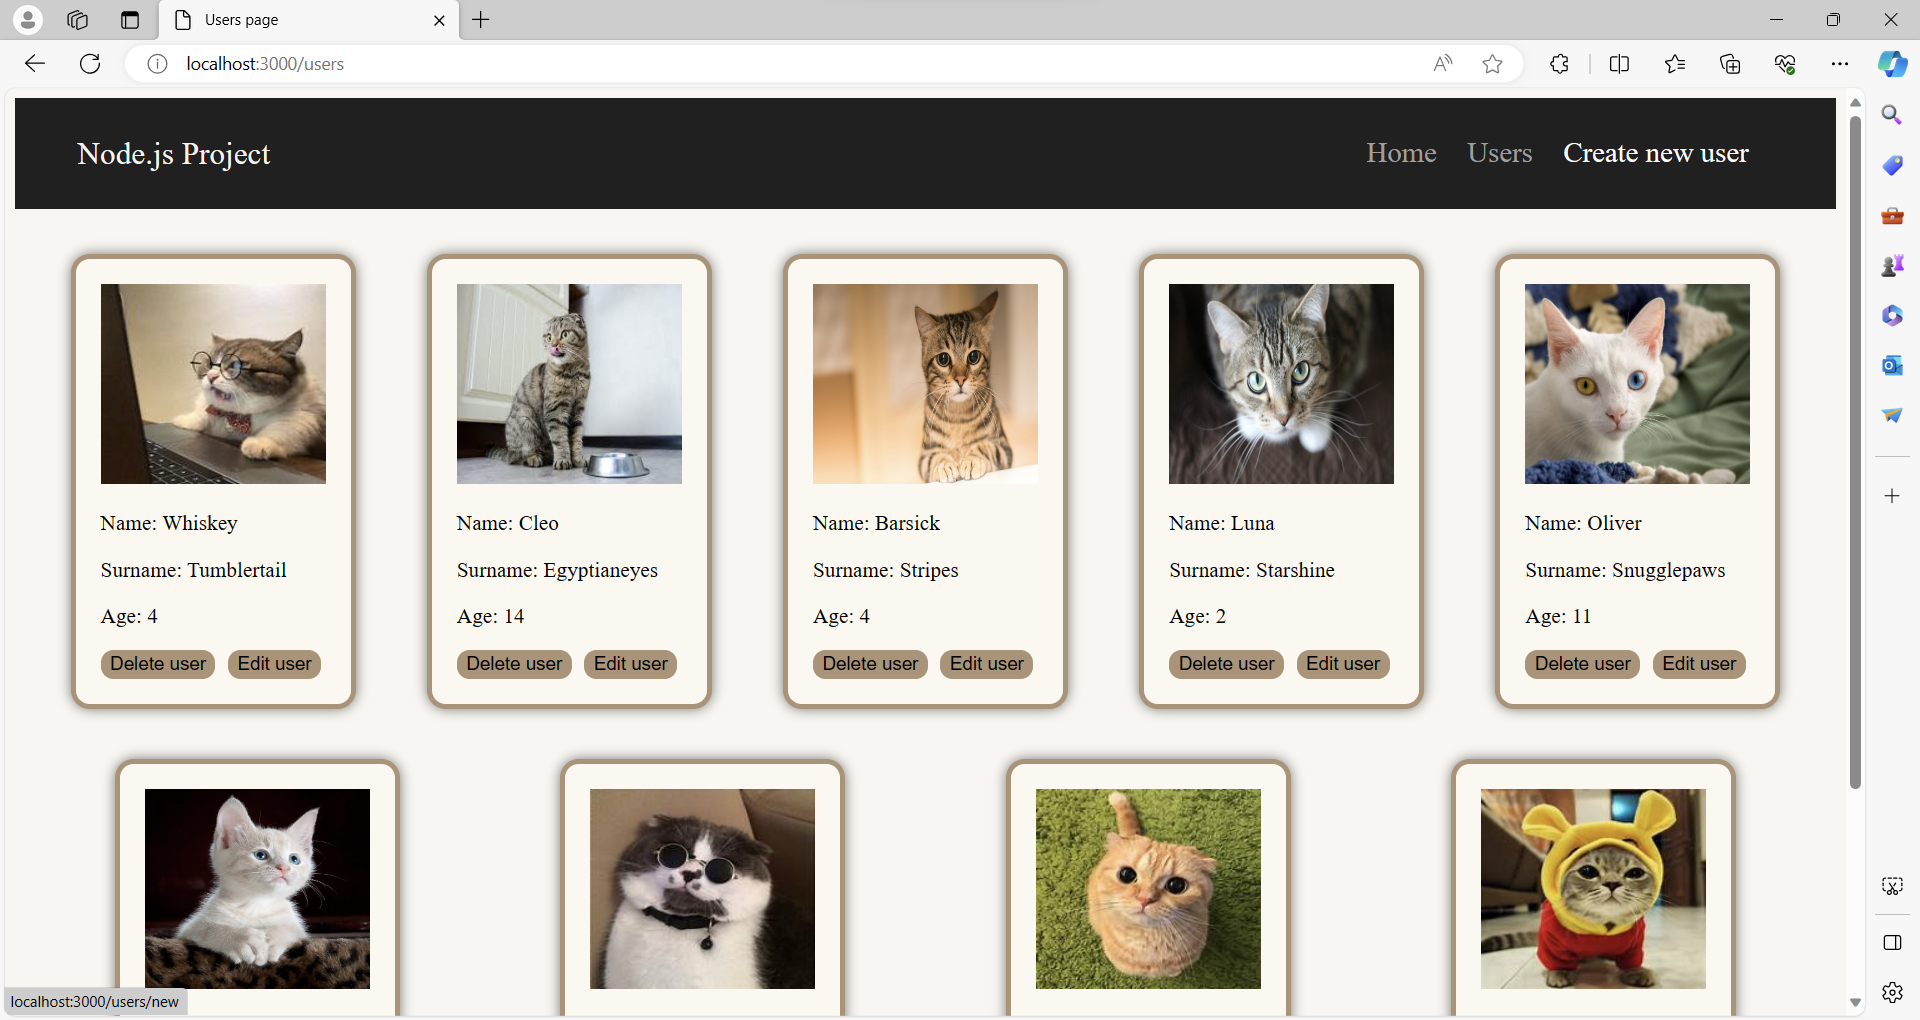 Users page
localhost:3000/users
Node.js Project
Home Users Create new user
Name: Whiskey
Surname: Tumblertail
Age: 4
Delete user Edit user
Name: Cleo
Surname: Egyptianeyes
Age: 14
Delete user Edit user
Name: Barsick
Surname: Stripes
Age: 4
Delete user Edit user
Name: Luna
Surname: Starshine
Age: 2
Delete user Edit user
Name: Oliver
Surname: Snugglepaws
Age: 11
Delete user Edit user
localhost:3000/users/new